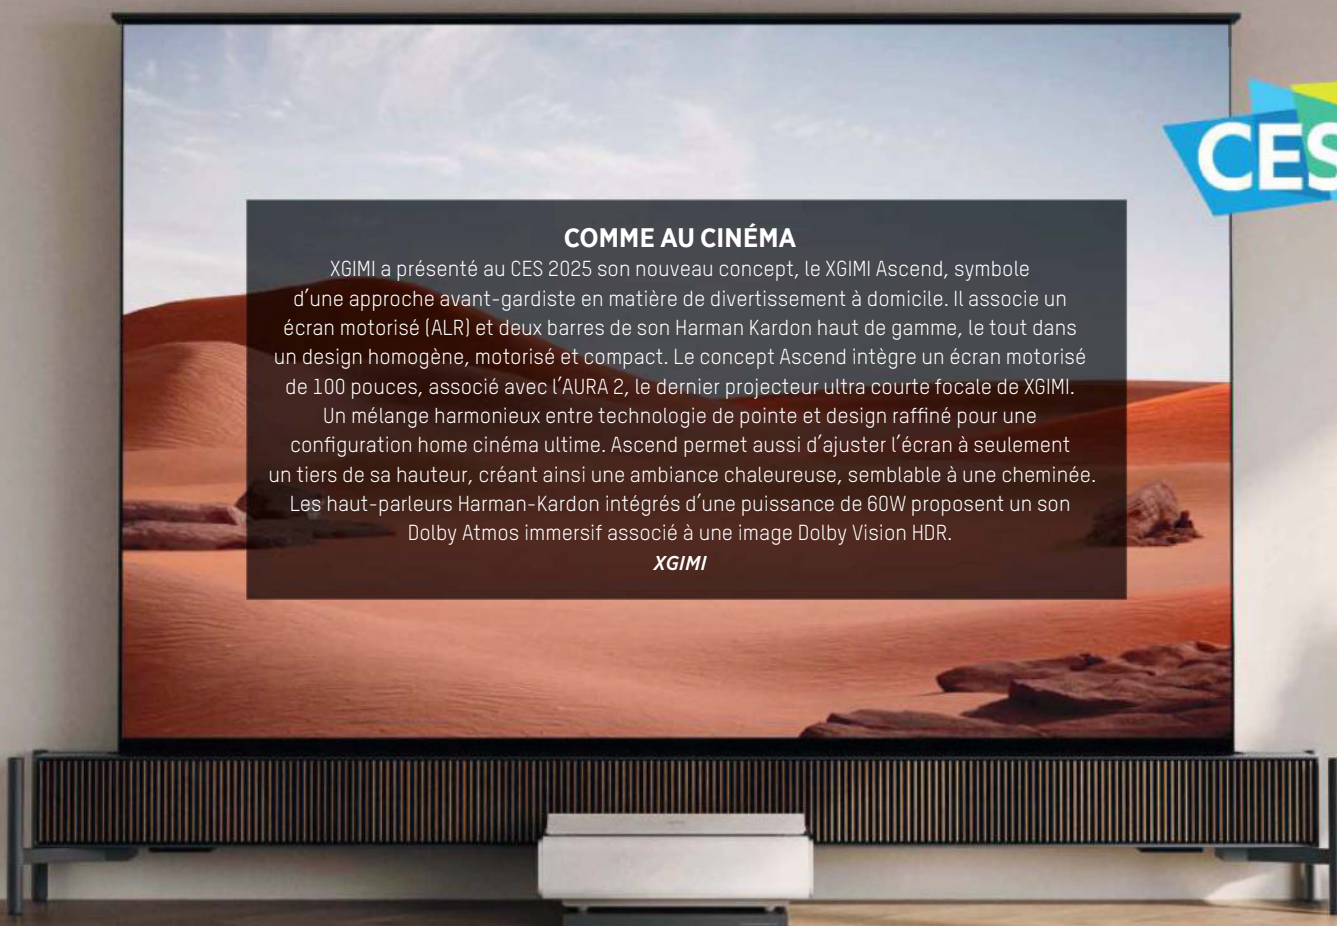 CES
COMME AU CINÉMA
XGIMI a présenté au CES 2025 son nouveau concept, le XGIMI Ascend, symbole
d’une approche avant-gardiste en matière de divertissement à domicile. Il associe un
écran motorisé (ALR) et deux barres de son Harman Kardon haut de gamme, le tout dans
un design homogène, motorisé et compact. Le concept Ascend intègre un écran motorisé
de 100 pouces, associé avec l’AURA 2, le dernier projecteur ultra courte focale de XGIMI.
Un mélange harmonieux entre technologie de pointe et design raffiné pour une
configuration home cinéma ultime. Ascend permet aussi d’ajuster l’écran à seulement
un tiers de sa hauteur, créant ainsi une ambiance chaleureuse, semblable à une cheminée.
Les haut-parleurs Harman-Kardon intégrés d’une puissance de 60W proposent un son
Dolby Atmos immersif associé à une image Dolby Vision HDR.
XGIMI